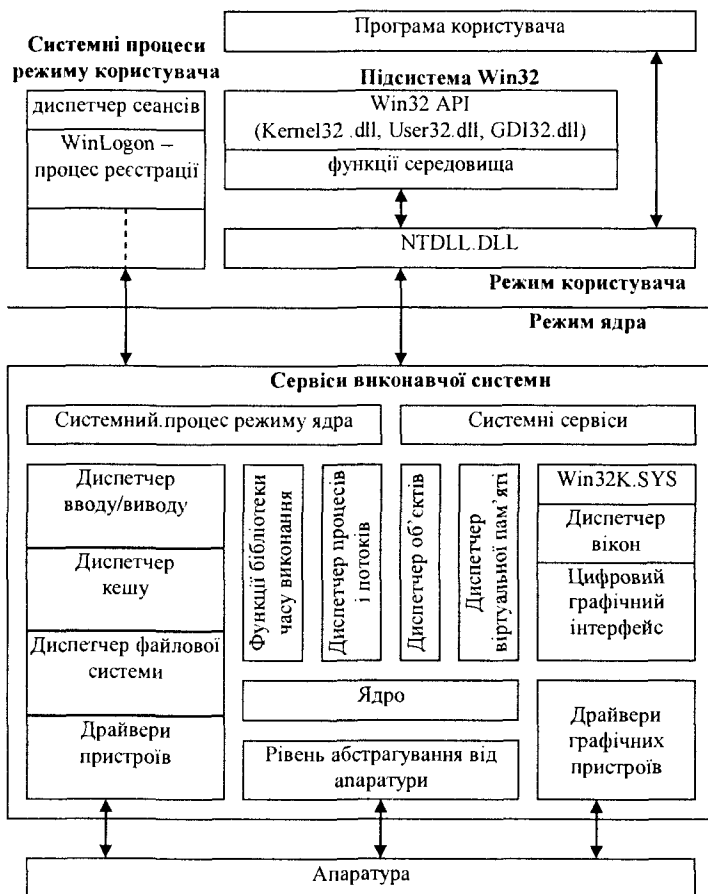 Програма користувача
Системні процеси
режиму користувача
Підсистема Win32
диспетчер сеансів
WinLogon –
процес реєстрації
Win32 API
(Kernel32 .dll, User32.dll, GDI32.dll)
функції середовища
NTDLL.DLL
Режим користувача
Режим ядра
Сервіси виконавчої системи
Системний.процес режиму ядра
Системні сервіси
Диспетчер
вводу/виводу
Диспетчер
кешу
Диспетчер файлової
системи
Драйвери
пристроїв
Функції бібліотеки
часу виконання
Диспетчер процесів
і потоків
Диспетчер об’єктів
Диспетчер
віртуальної пам’яті
Win32K.SYS
Диспетчер
вікон
Цифровий
графічний
інтерфейс
Ядро
Рівень абстрагування від
апаратури
Драйвери
графічних
пристроїв
Апаратура